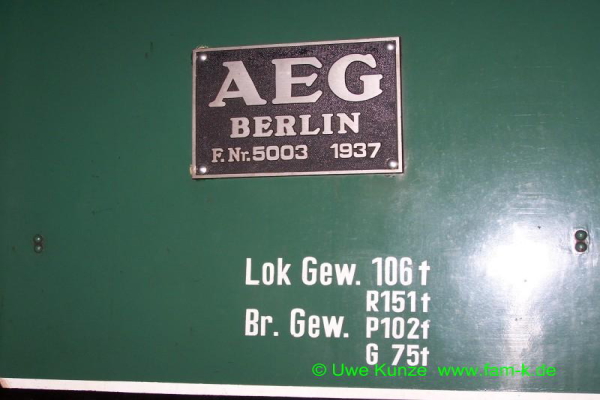 AEG
BERLIN
F.Nr.5003 1937
Lok Gew. 106t
R151t
Br. Gew. P102t
G 75t
© Uwe Kunze www.fam-k.de